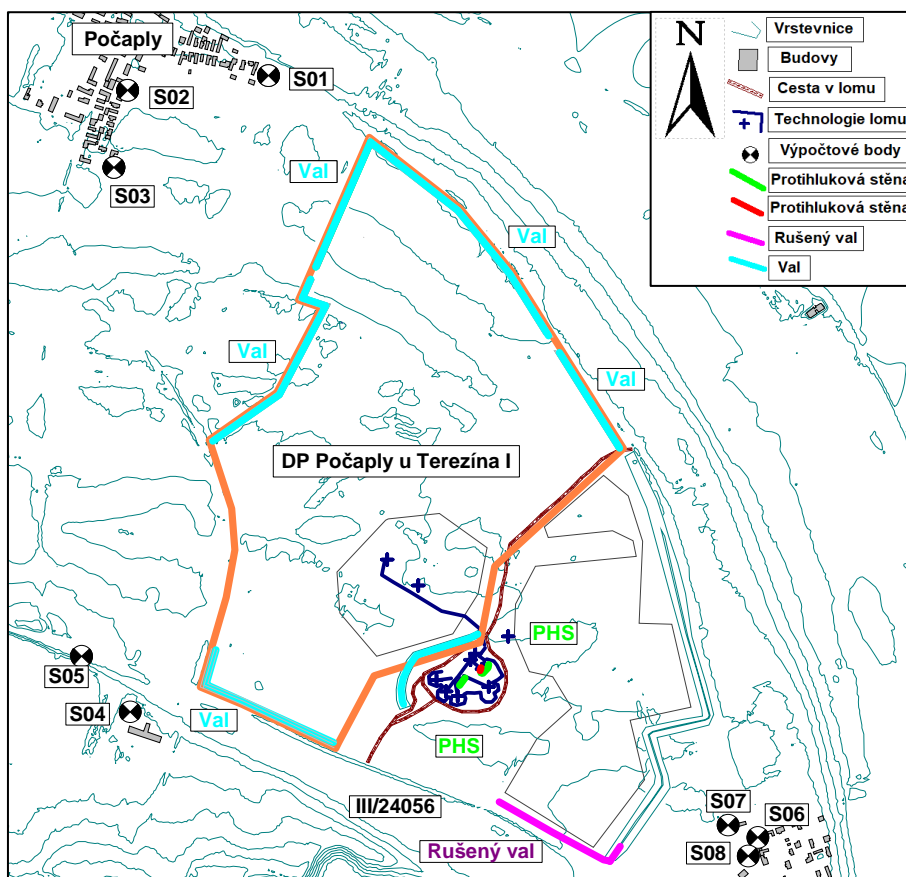 Počaply
S01
S02
S03
N
Vrstevnice
Budovy
Cesta v lomu
Technologie lomu
Výpočtové body
Protihluková stěna
Protihluková stěna
Rušený val
Val
Val
Val
Val
Val
DP Počaply u Terezína I
PHS
S05
S04
Val
PHS
III/24056
Rušený val
S07
S06
S08